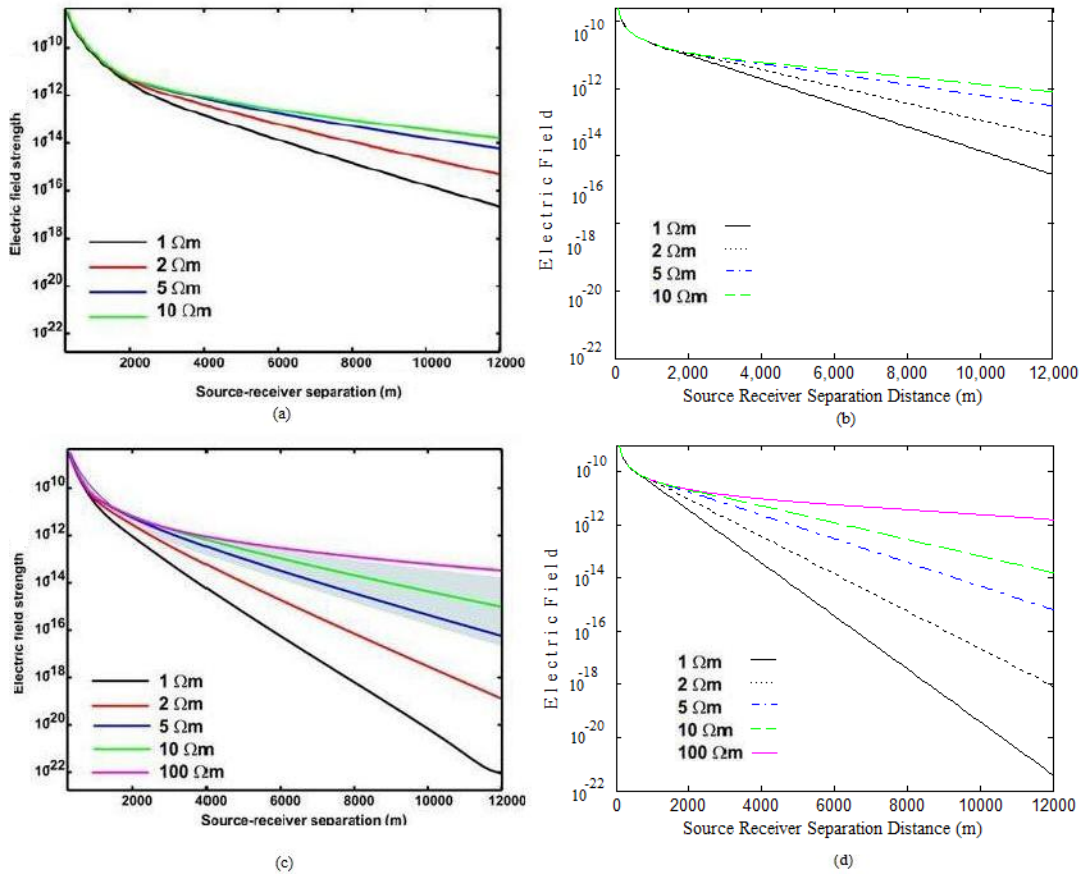 10⁻¹⁰
10⁻¹²
10⁻¹⁴
10⁻¹⁶
10⁻¹⁸
10⁻²⁰
10⁻²²
Electric field strength
1 Ωm
2 Ωm
5 Ωm
10 Ωm
2000 4000 6000 8000 10000 12000
Source-receiver separation (m)
(a)
10⁻¹⁰
10⁻¹²
10⁻¹⁴
10⁻¹⁶
10⁻¹⁸
10⁻²⁰
10⁻²²
Electric Field
1 Ωm
2 Ωm
5 Ωm
10 Ωm
0 2,000 4,000 6,000 8,000 10,000 12,000
Source Receiver Separation Distance (m)
(b)
10⁻¹⁰
10⁻¹²
10⁻¹⁴
10⁻¹⁶
10⁻¹⁸
10⁻²⁰
10⁻²²
Electric field strength
1 Ωm
2 Ωm
5 Ωm
10 Ωm
100 Ωm
2000 4000 6000 8000 10000 12000
Source-receiver separation (m)
(c)
10⁻¹⁰
10⁻¹²
10⁻¹⁴
10⁻¹⁶
10⁻¹⁸
10⁻²⁰
10⁻²²
Electric Field
1 Ωm
2 Ωm
5 Ωm
10 Ωm
100 Ωm
0 2000 4000 6000 8000 10000 12000
Source Receiver Separation Distance (m)
(d)